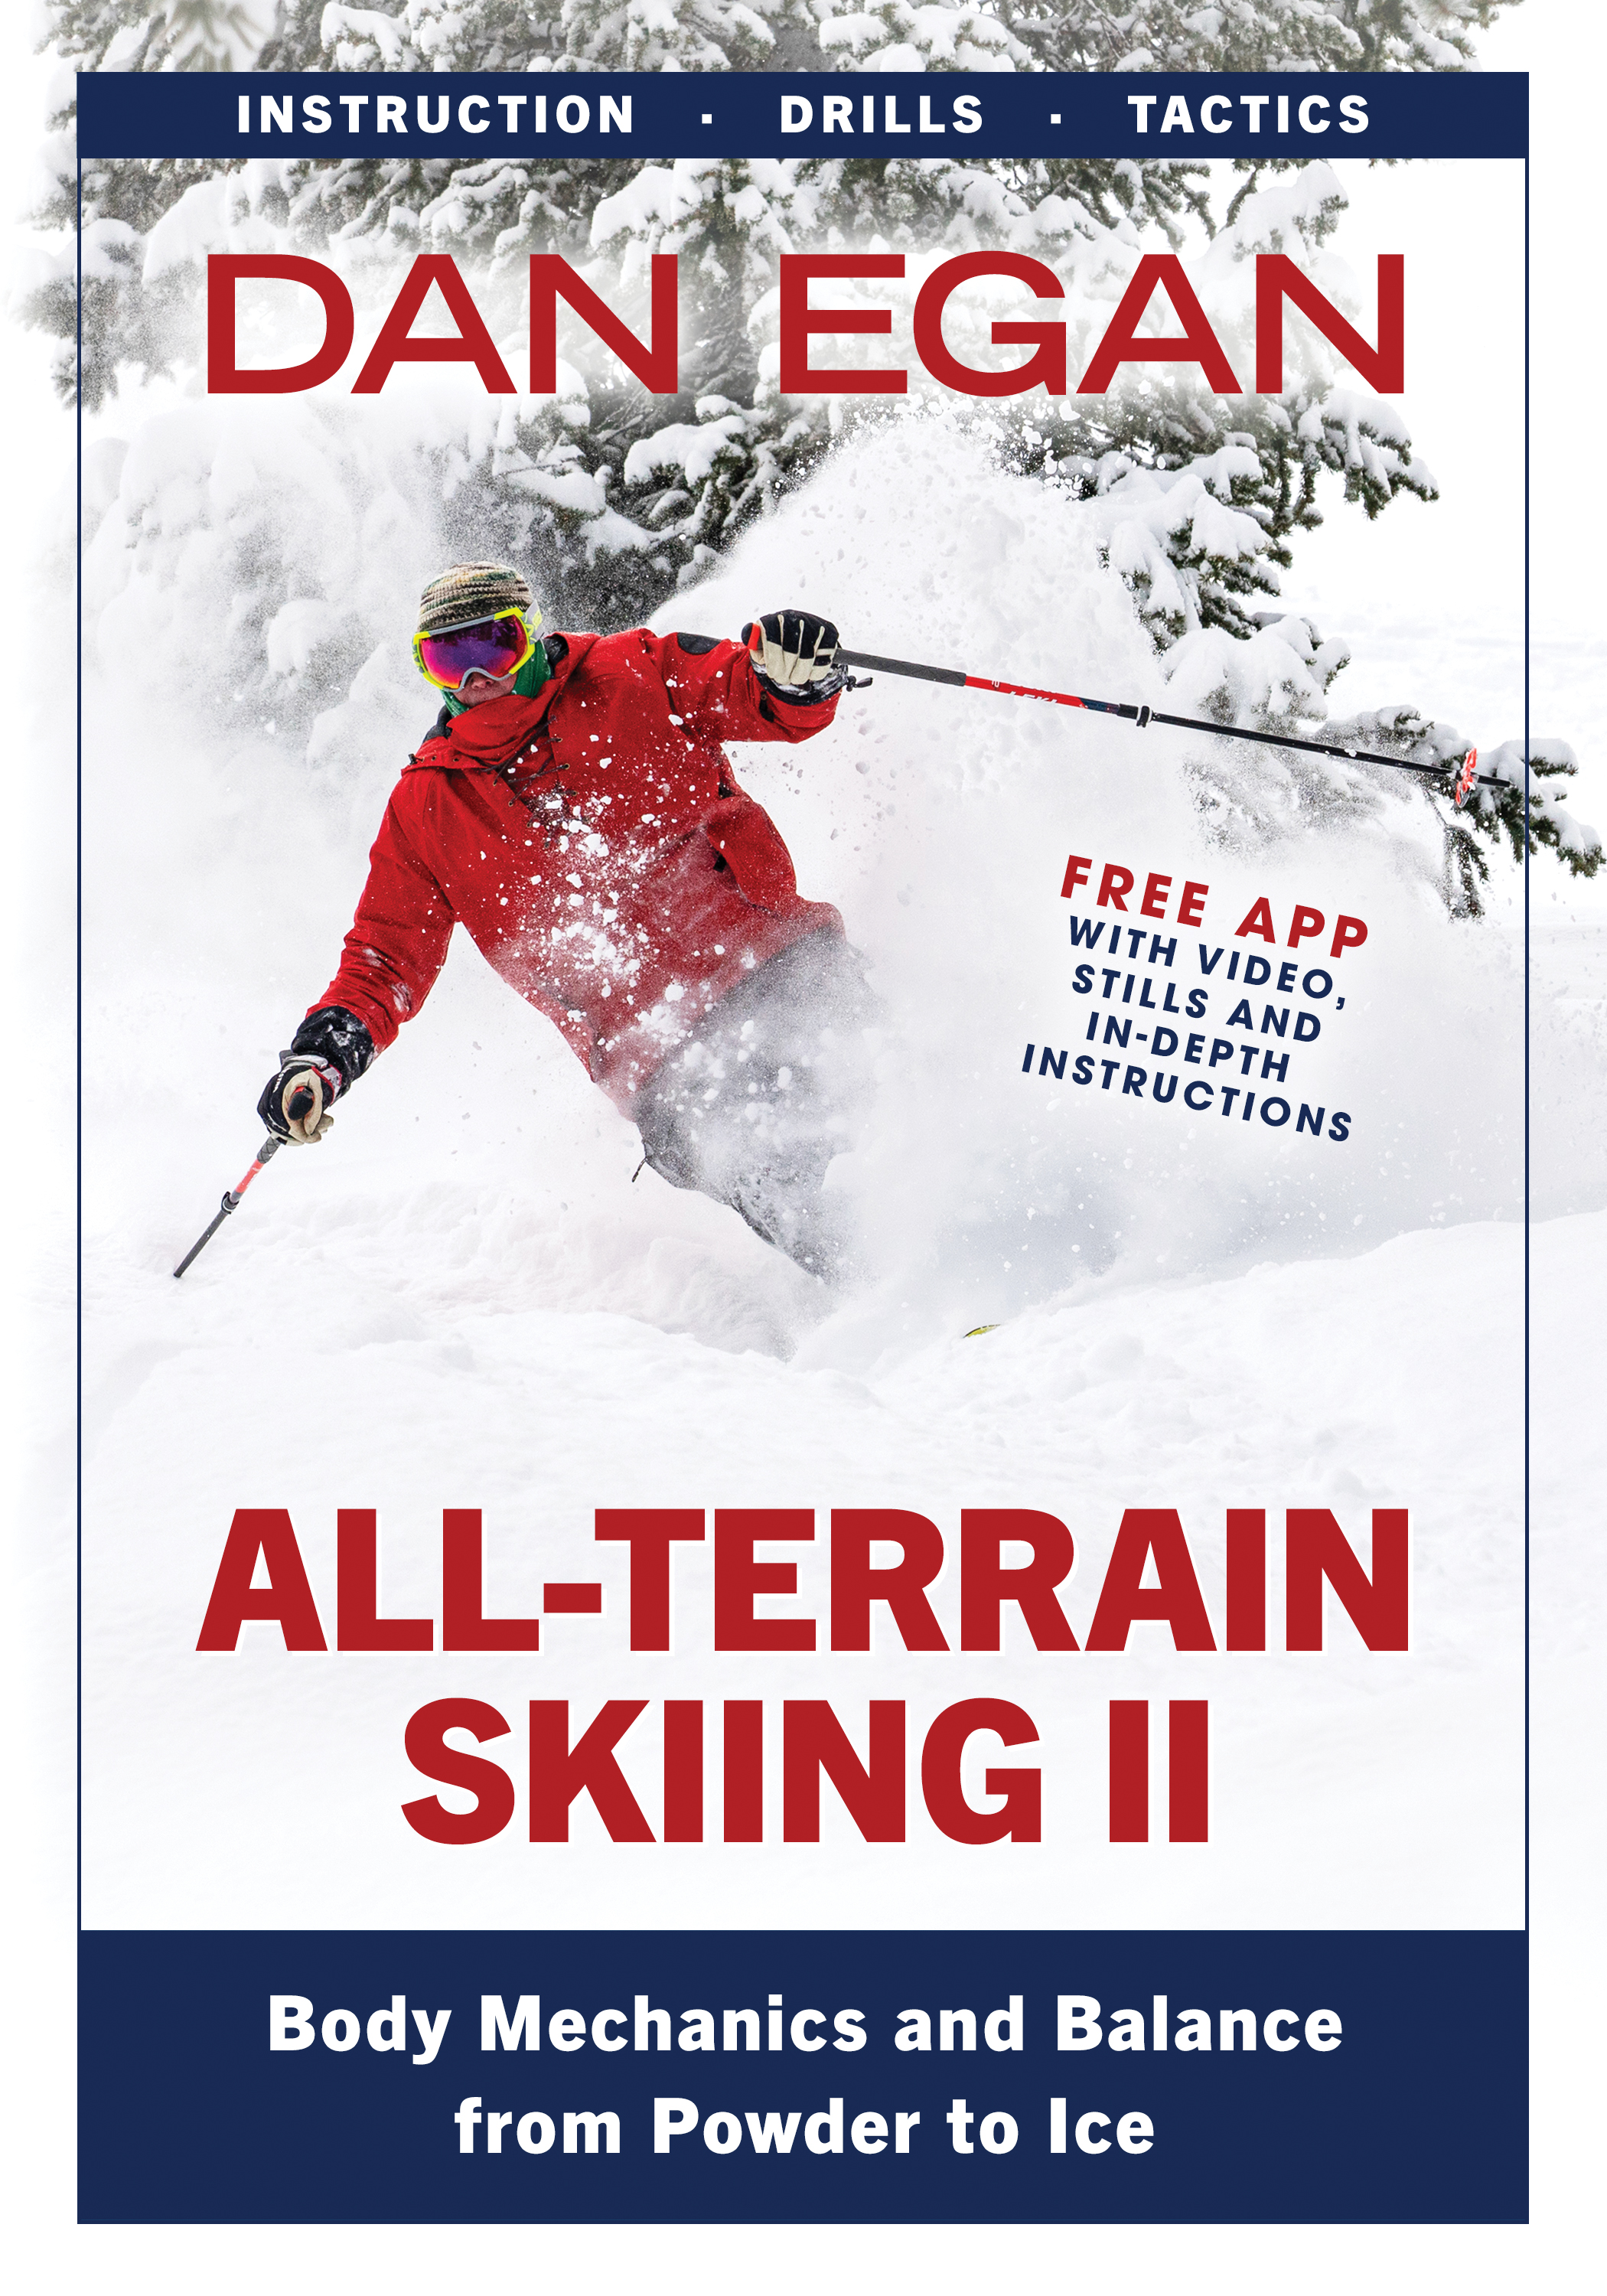 INSTRUCTION · DRILLS · TACTICS
DAN EGAN
FREE APP
WITH VIDEO,
STILLS AND
IN-DEPTH
INSTRUCTIONS
ALL-TERRAIN
SKIING II
Body Mechanics and Balance
from Powder to Ice